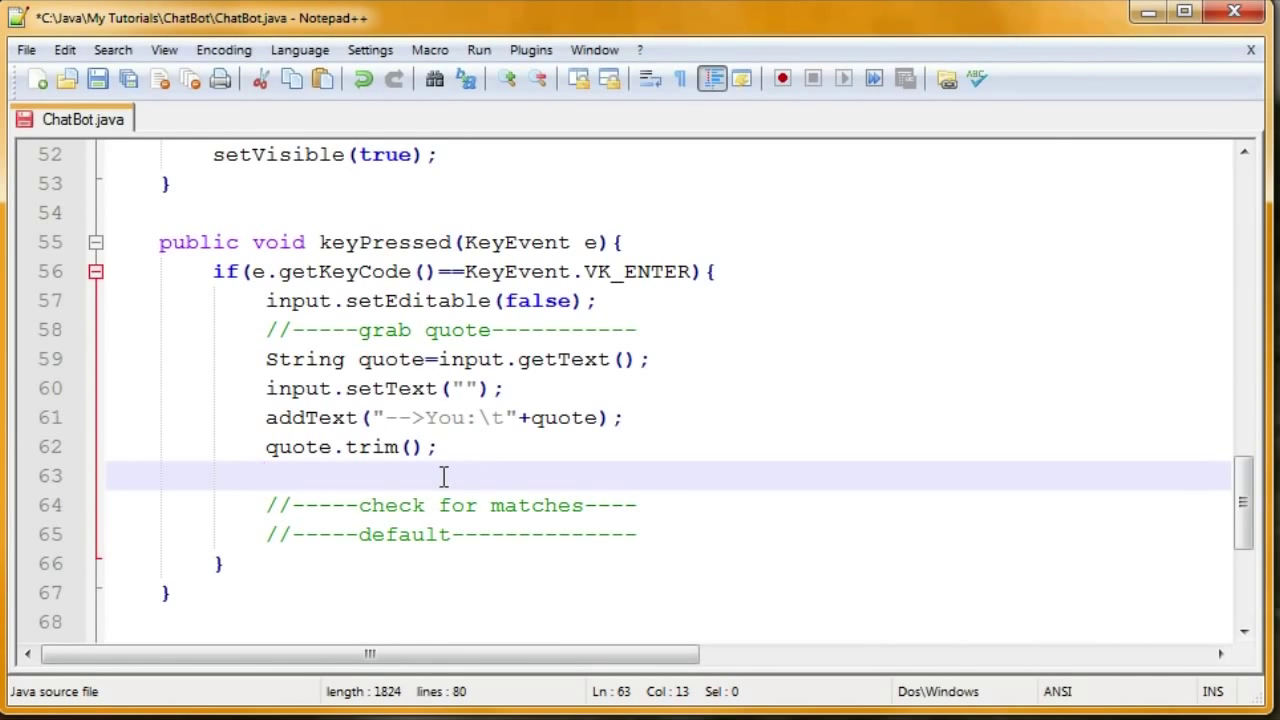 *C:\Java\My Tutorials\ChatBot\ChatBot.java - Notepad++
File Edit Search View Encoding Language Settings Macro Run Plugins Window ? X
ABC
ChatBot.java
52 setVisible(true);
53 }
54
55 public void keyPressed(KeyEvent e){
56 if(e.getKeyCode()==KeyEvent.VK_ENTER){
57 input.setEditable(false);
58 //-----grab quote-----------
59 String quote=input.getText();
60 input.setText("");
61 addText("-->You:\t"+quote);
62 quote.trim();
63
64 //-----check for matches----
65 //-----default--------------
66 }
67 }
68
Java source file length : 1824 lines : 80 Ln : 63 Col : 13 Sel : 0 Dos\Windows ANSI INS